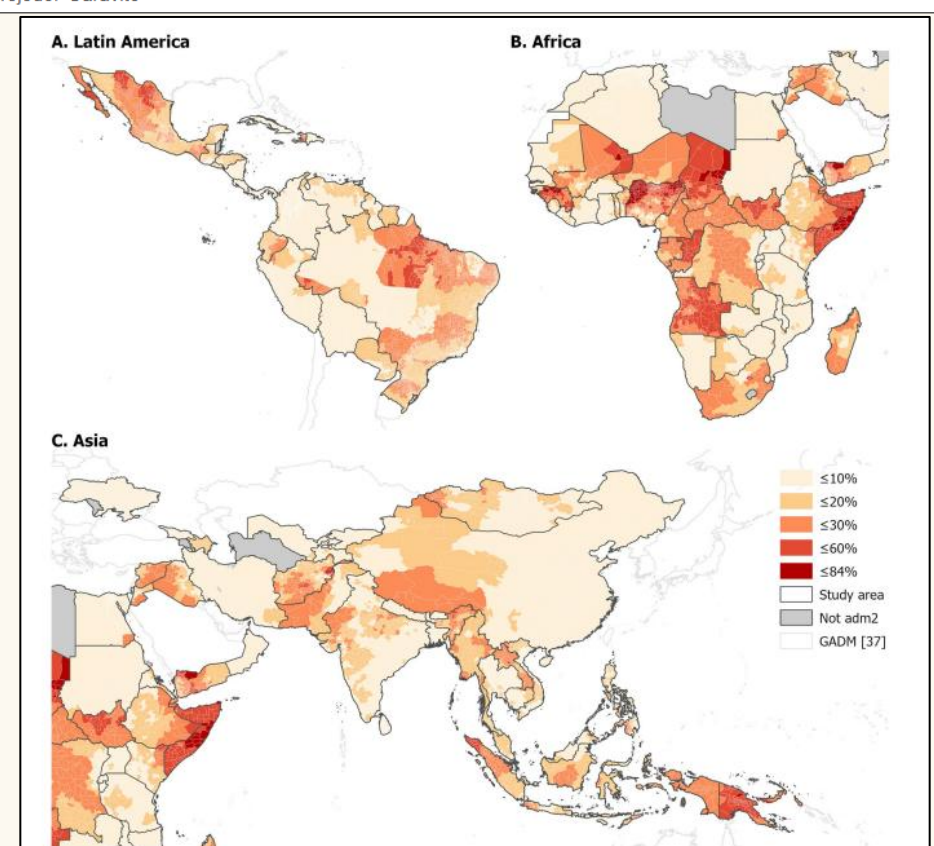 A. Latin America
B. Africa
C. Asia
≤10%
≤20%
≤30%
≤60%
≤84%
Study area
Not adm2
GADM [37]